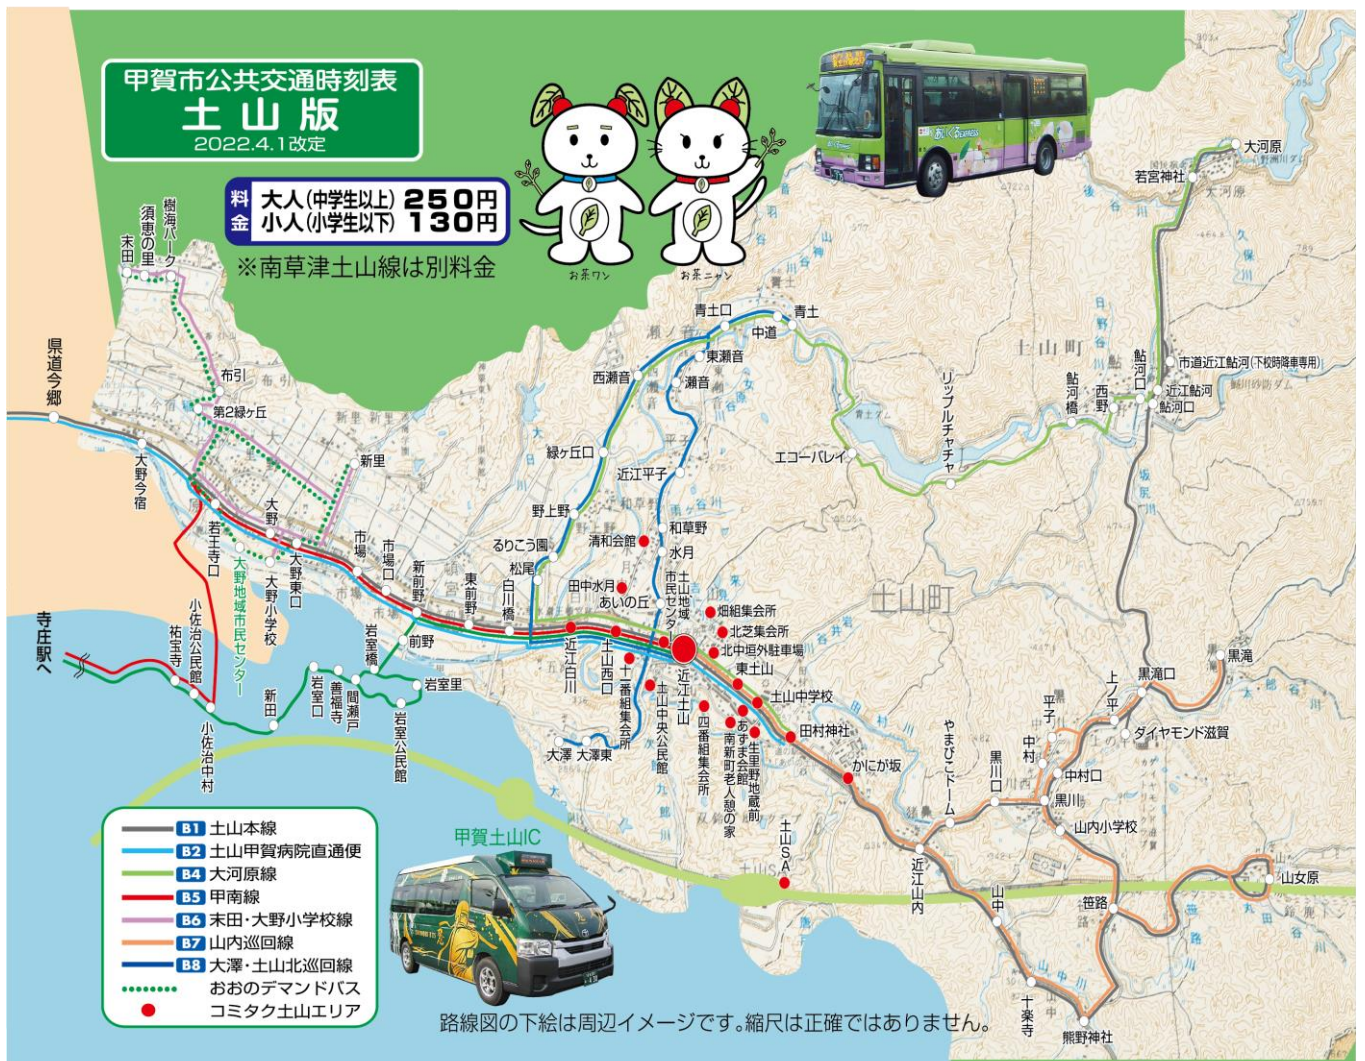 甲賀市公共交通時刻表
土山版
2022.4.1改定
料金
大人(中学生以上) 250円
小人(小学生以下) 130円
※南草津土山線は別料金
お茶ワン
お茶ニャン
大河原
若宮神社
樹海パーク
須恵の里
末田
布引
第2緑ヶ丘
新里
県道今郷
大野今宿
若王寺口
大野
大野東口
大野地域市民センター
大野小学校
市場
市場口
新前野
前野
東前野
白川橋
寺庄駅へ
祐宝寺
小佐治公民館
小佐治中村
新田
岩室口
善福寺
間瀬戸
岩室橋
岩室里
岩室公民館
青土口
中道
青土
東瀬音
瀬音
西瀬音
緑ヶ丘口
近江平子
野上野
和草野
清和会館
水月
るりこう園
松尾
田中水月
あいの丘
土山地域市民センター
畑組集会所
北芝集会所
北中垣外駐車場
東土山
土山中学校
近江白川
土山西口
十二番組集会所
土山中央公民館
近江土山
四番組集会所
南新町老人憩の家
あずま会館
生里野地蔵前
田村神社
かにが坂
大澤
大澤東
エコーバレイ
リップルチャチャ
鮎河橋
西野
鮎河口
市道近江鮎河(下校時降車専用)
近江鮎河
鮎河口
土山町
土山町
黒滝
黒滝口
上ノ平
ダイヤモンド滋賀
平子
中村
中村口
黒川
黒川口
やまびこドーム
山内小学校
近江山内
山中
笹路
山女原
十楽寺
熊野神社
土山SA
甲賀土山IC
B1 土山本線
B2 土山甲賀病院直通便
B4 大河原線
B5 甲南線
B6 末田・大野小学校線
B7 山内巡回線
B8 大澤・土山北巡回線
おおのデマンドバス
コミタク土山エリア
路線図の下絵は周辺イメージです。縮尺は正確ではありません。